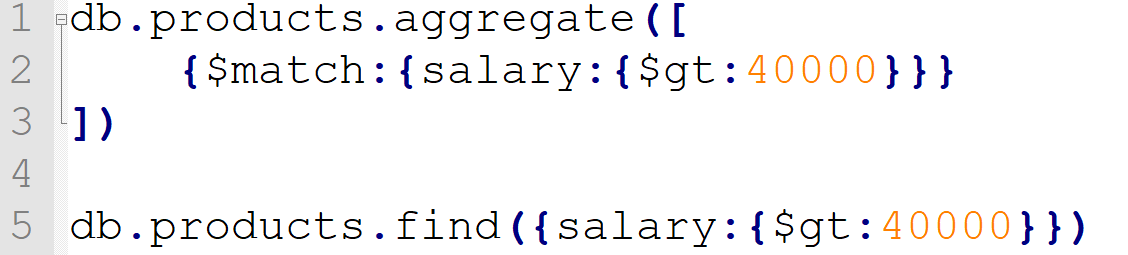 1 db.products.aggregate([
2 {$match:{salary:{$gt:40000}}}
3 ])
4
5 db.products.find({salary:{$gt:40000}})